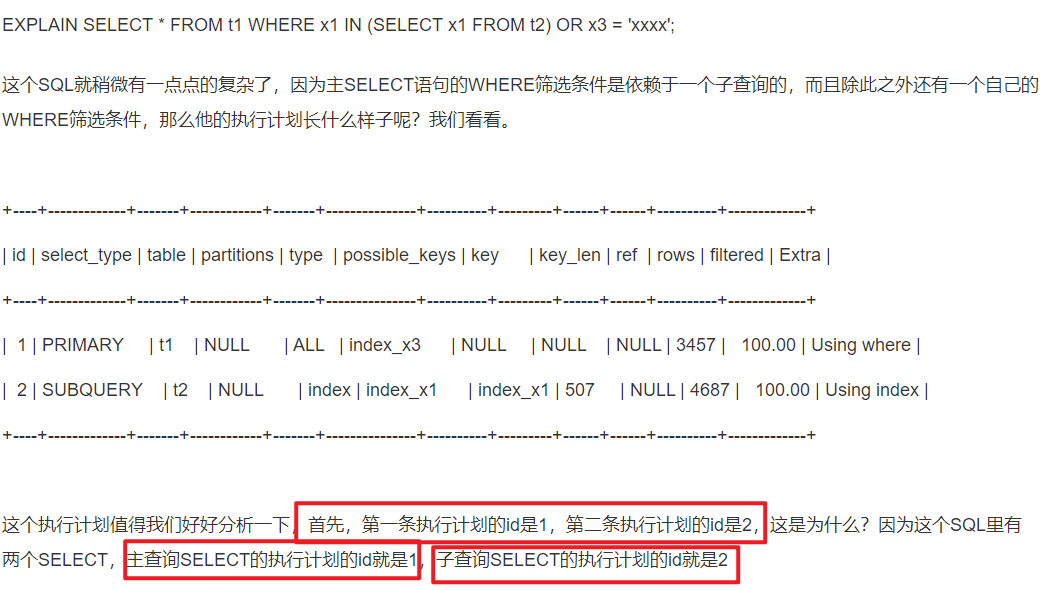 EXPLAIN SELECT * FROM t1 WHERE x1 IN (SELECT x1 FROM t2) OR x3 = 'xxxx';
这个SQL就稍微有一点点的复杂了，因为主SELECT语句的WHERE筛选条件是依赖于一个子查询的，而且除此之外还有一个自己的
WHERE筛选条件，那么他的执行计划长什么样子呢？我们看看。
+----+-------------+-------+------------+-------+---------------+----------+---------+------+------+----------+-------------+
| id | select_type | table | partitions | type | possible_keys | key | key_len | ref | rows | filtered | Extra |
+----+-------------+-------+------------+-------+---------------+----------+---------+------+------+----------+-------------+
| 1 | PRIMARY | t1 | NULL | ALL | index_x3 | NULL | NULL | NULL | 3457 | 100.00 | Using where |
| 2 | SUBQUERY | t2 | NULL | index | index_x1 | index_x1 | 507 | NULL | 4687 | 100.00 | Using index |
+----+-------------+-------+------------+-------+---------------+----------+---------+------+------+----------+-------------+
这个执行计划值得我们好好分析一下，首先，第一条执行计划的id是1，第二条执行计划的id是2，这是为什么？因为这个SQL里有
两个SELECT，主查询SELECT的执行计划的id就是1，子查询SELECT的执行计划的id就是2